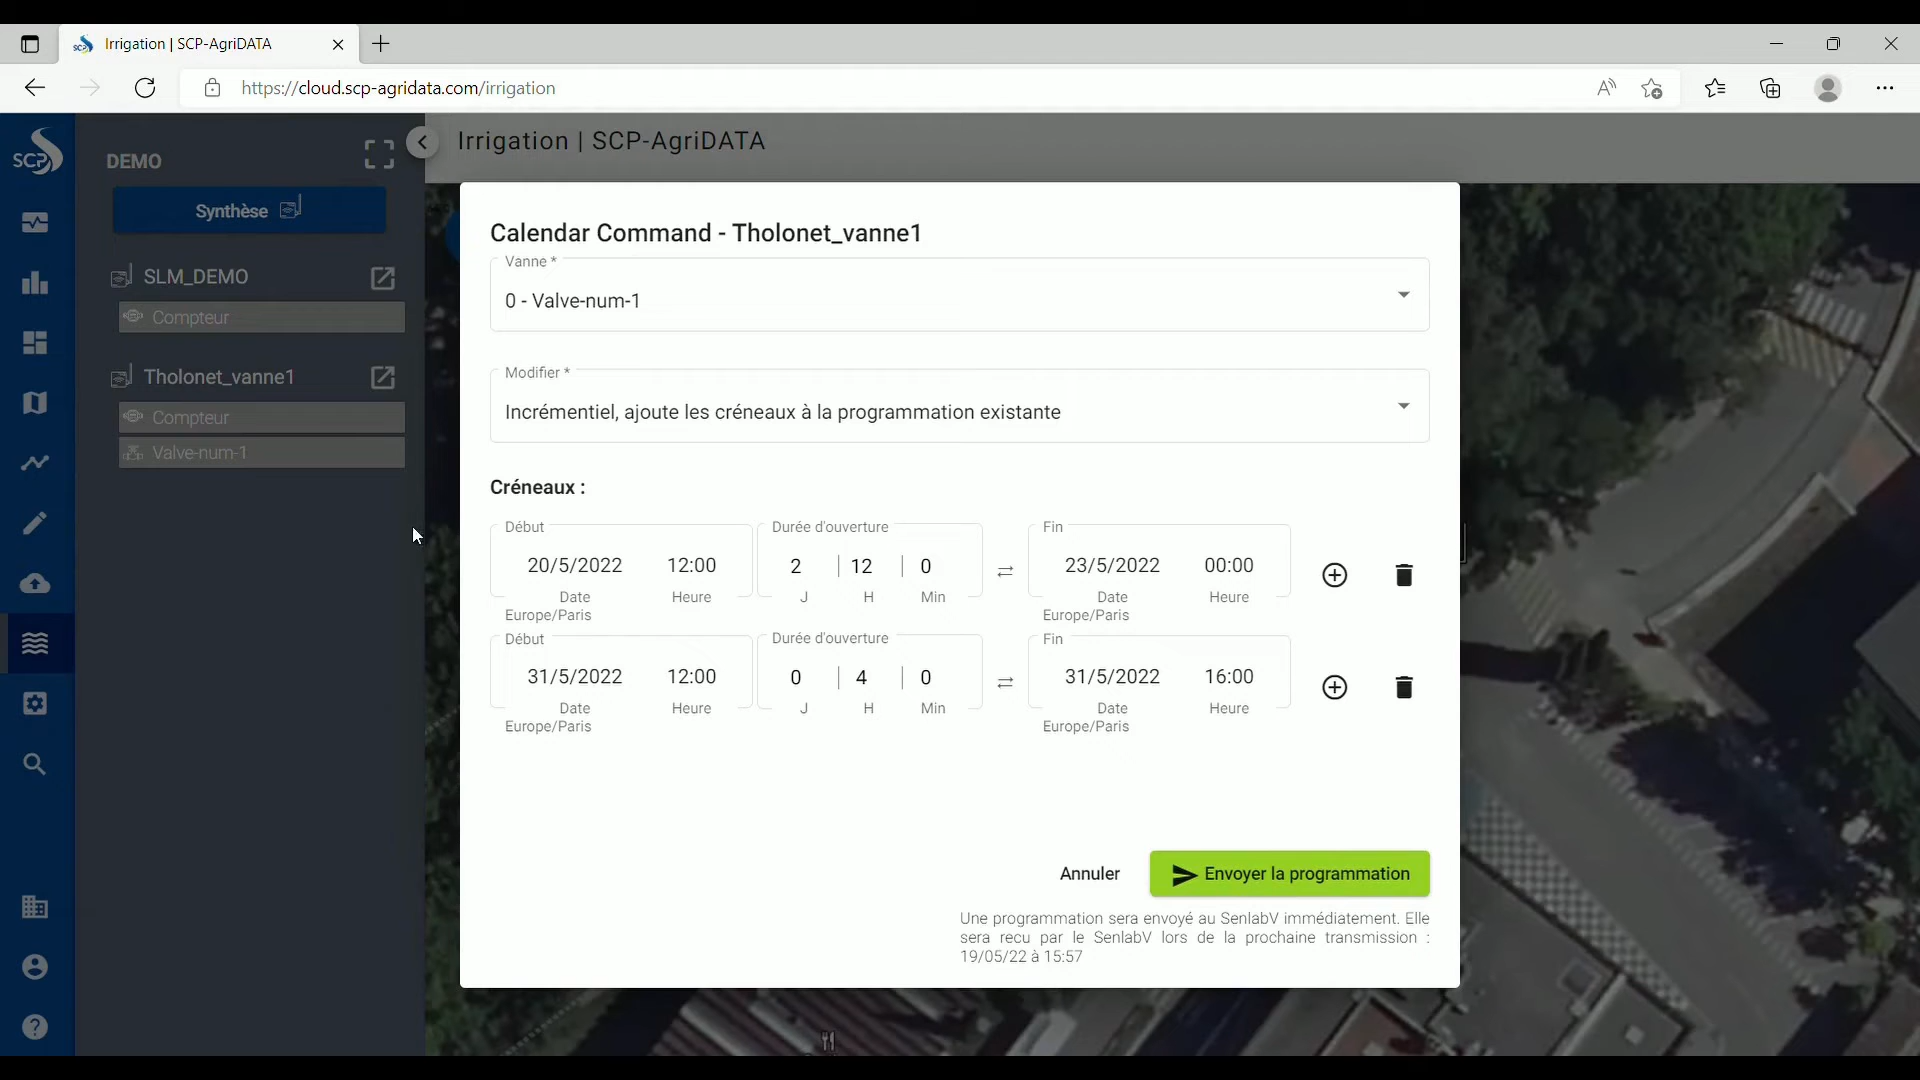 Irrigation | SCP-AgriDATA
https://cloud.scp-agridata.com/irrigation
SCP
DEMO
Synthèse
SLM_DEMO
Compteur
Tholonet_vanne1
Compteur
Valve-num-1
Irrigation | SCP-AgriDATA
Calendar Command - Tholonet_vanne1
Vanne *
0 - Valve-num-1
Modifier *
Incrémentiel, ajoute les créneaux à la programmation existante
Créneaux :
Début Durée d'ouverture Fin
20/5/2022 12:00 2 12 0 23/5/2022 00:00
Date Heure J H Min Date Heure
Europe/Paris Europe/Paris
Début Durée d'ouverture Fin
31/5/2022 12:00 0 4 0 31/5/2022 16:00
Date Heure J H Min Date Heure
Europe/Paris Europe/Paris
Annuler Envoyer la programmation
Une programmation sera envoyé au SenlabV immédiatement. Elle
sera recu par le SenlabV lors de la prochaine transmission :
19/05/22 à 15:57